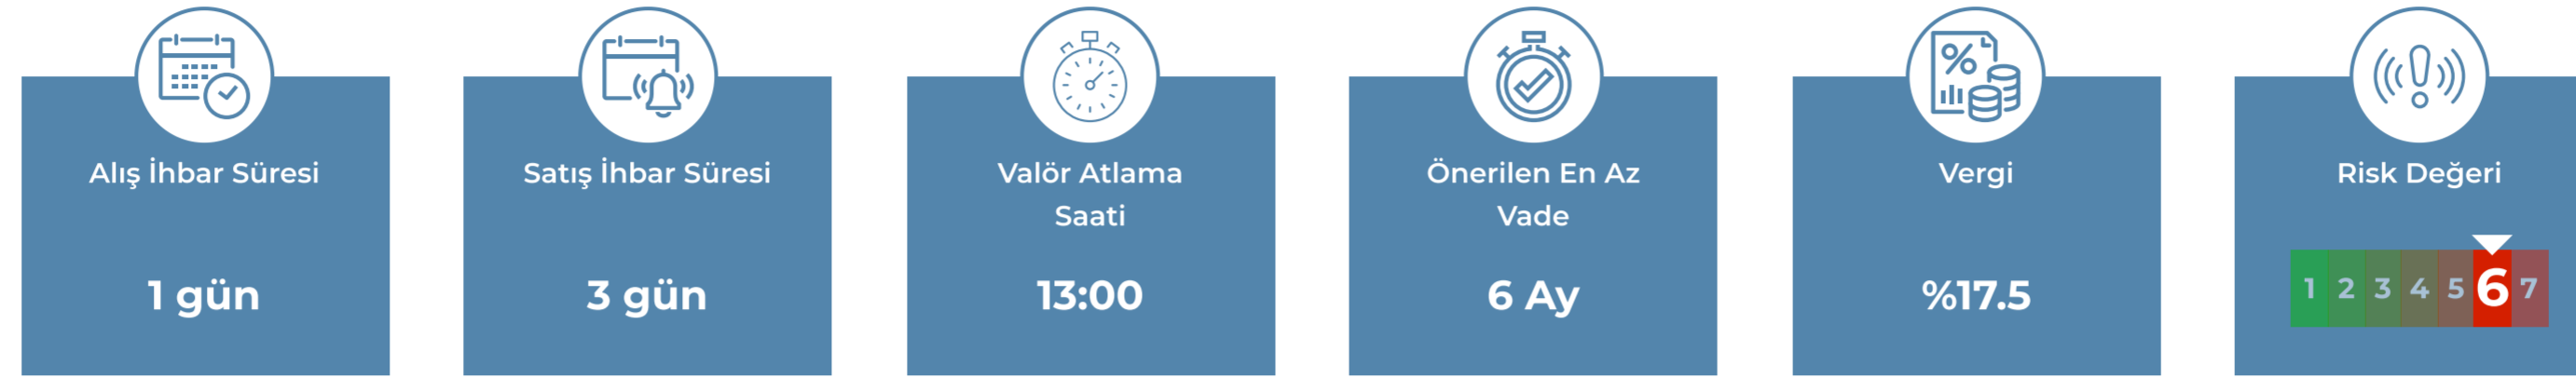 Alış İhbar Süresi
1 gün
Satış İhbar Süresi
3 gün
Valör Atlama
Saati
13:00
Önerilen En Az
Vade
6 Ay
Vergi
%17.5
Risk Değeri
1 2 3 4 5 6 7